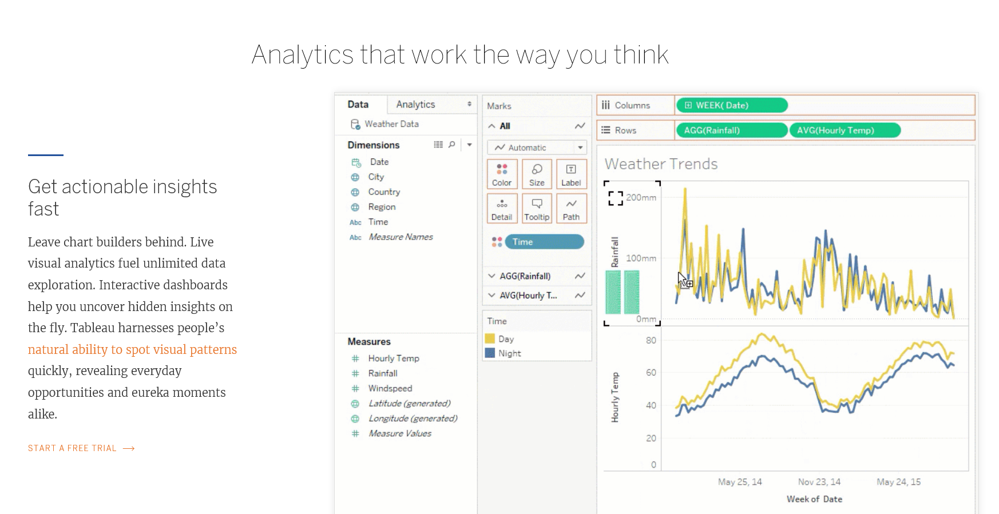 Analytics that work the way you think
Get actionable insights
fast
Leave chart builders behind. Live
visual analytics fuel unlimited data
exploration. Interactive dashboards
help you uncover hidden insights on
the fly. Tableau harnesses people’s
natural ability to spot visual patterns
quickly, revealing everyday
opportunities and eureka moments
alike.
START A FREE TRIAL
Data
Analytics
Weather Data
Dimensions
Date
City
Country
Region
Abc Time
Abc Measure Names
Measures
Hourly Temp
Rainfall
Windspeed
Latitude (generated)
Longitude (generated)
Measure Values
Marks
All
Automatic
Color
Size
Label
Detail
Tooltip
Path
Time
AGG(Rainfall)
AVG(Hourly T...
Time
Day
Night
Columns
WEEK( Date)
Rows
AGG(Rainfall)
AVG(Hourly Temp)
Weather Trends
200mm
100mm
0mm
Rainfall
80
60
40
20
0
Hourly Temp
May 25, 14
Nov 23, 14
May 24, 15
Week of Date